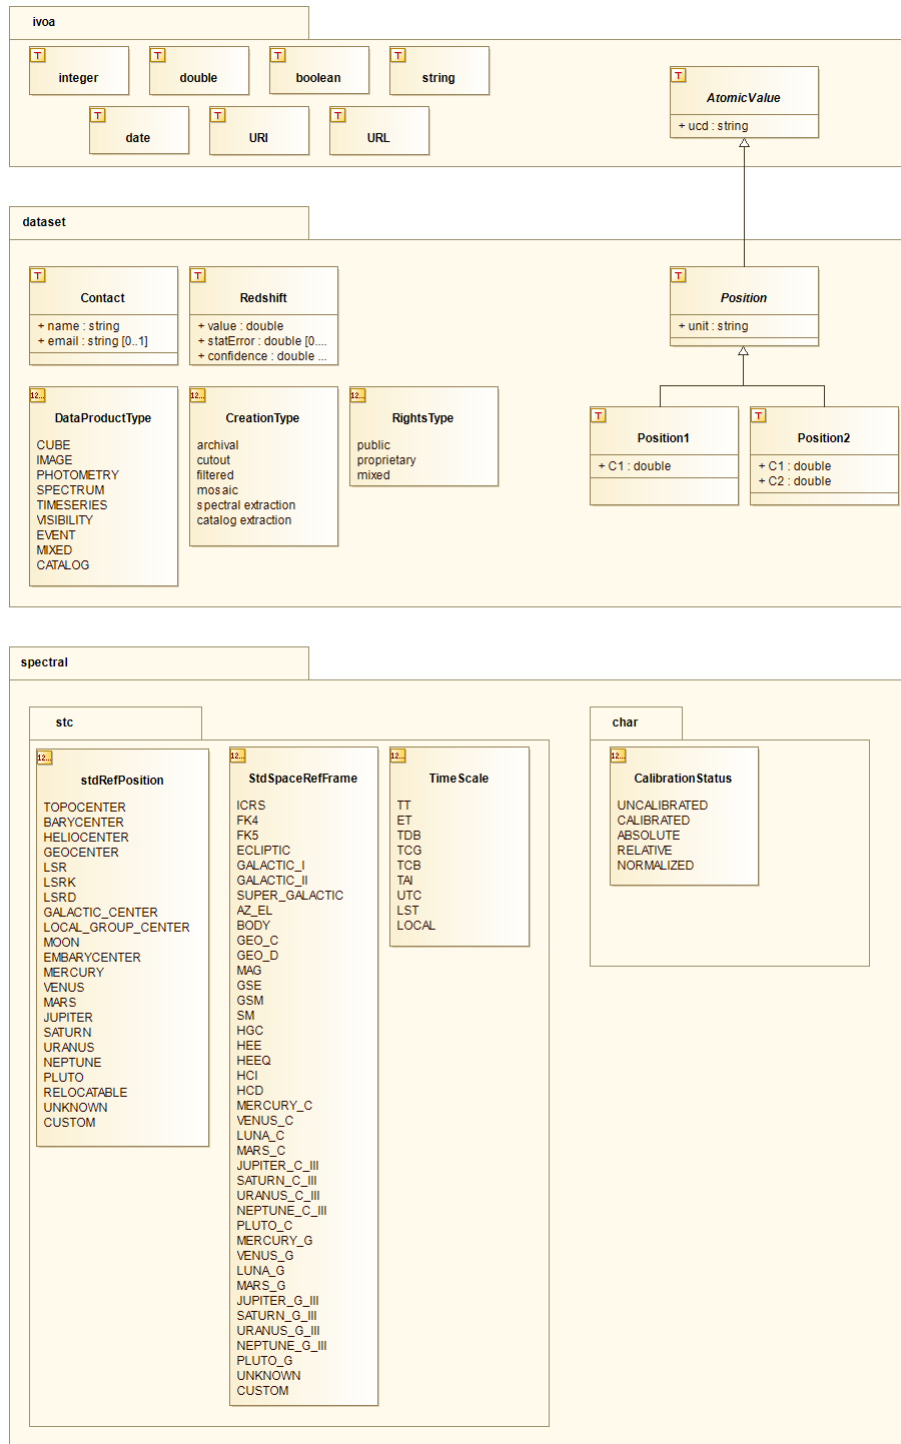 ivoa
T
integer
T
double
T
boolean
T
string
T
date
T
URI
T
URL
T
AtomicValue
+ ucd : string
dataset
T
Contact
+ name : string
+ email : string [0..1]
T
Redshift
+ value : double
+ statError : double [0....
+ confidence : double ...
T
Position
+ unit : string
12...
DataProductType
CUBE
IMAGE
PHOTOMETRY
SPECTRUM
TIMESERIES
VISIBILITY
EVENT
MIXED
CATALOG
12...
CreationType
archival
cutout
filtered
mosaic
spectral extraction
catalog extraction
12...
RightsType
public
proprietary
mixed
T
Position1
+ C1 : double
T
Position2
+ C1 : double
+ C2 : double
spectral
stc
12...
stdRefPosition
TOPOCENTER
BARYCENTER
HELIOCENTER
GEOCENTER
LSR
LSRK
LSRD
GALACTIC_CENTER
LOCAL_GROUP_CENTER
MOON
EMBARYCENTER
MERCURY
VENUS
MARS
JUPITER
SATURN
URANUS
NEPTUNE
PLUTO
RELOCATABLE
UNKNOWN
CUSTOM
12...
StdSpaceRefFrame
ICRS
FK4
FK5
ECLIPTIC
GALACTIC_I
GALACTIC_II
SUPER_GALACTIC
AZ_EL
BODY
GEO_C
GEO_D
MAG
GSE
GSM
SM
HGC
HEE
HEEQ
HCI
HCD
MERCURY_C
VENUS_C
LUNA_C
MARS_C
JUPITER_C_III
SATURN_C_III
URANUS_C_III
NEPTUNE_C_III
PLUTO_C
MERCURY_G
VENUS_G
LUNA_G
MARS_G
JUPITER_G_III
SATURN_G_III
URANUS_G_III
NEPTUNE_G_III
PLUTO_G
UNKNOWN
CUSTOM
12...
TimeScale
TT
ET
TDB
TCG
TCB
TAI
UTC
LST
LOCAL
char
12...
CalibrationStatus
UNCALIBRATED
CALIBRATED
ABSOLUTE
RELATIVE
NORMALIZED